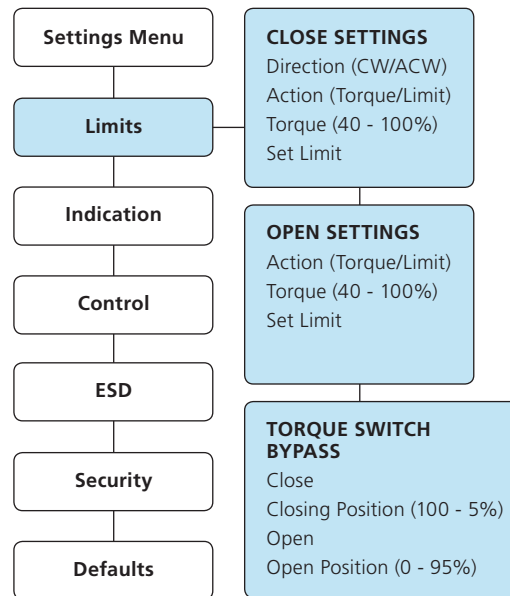 Settings Menu
Limits
Indication
Control
ESD
Security
Defaults
CLOSE SETTINGS
Direction (CW/ACW)
Action (Torque/Limit)
Torque (40 - 100%)
Set Limit
OPEN SETTINGS
Action (Torque/Limit)
Torque (40 - 100%)
Set Limit
TORQUE SWITCH
BYPASS
Close
Closing Position (100 - 5%)
Open
Open Position (0 - 95%)